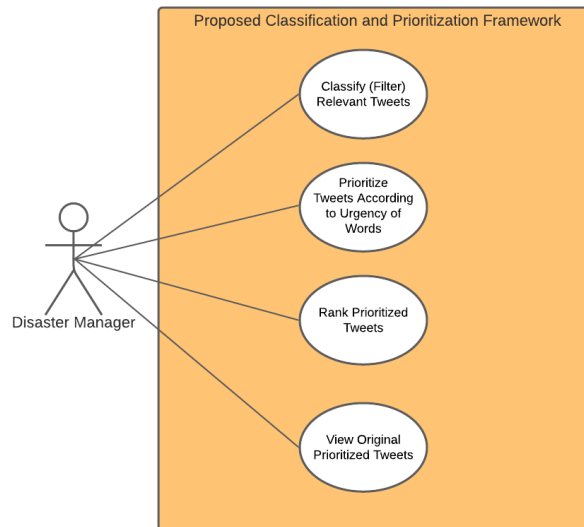 Proposed Classification and Prioritization Framework
Classify (Filter)
Relevant Tweets
Prioritize
Tweets According
to Urgency of
Words
Disaster Manager
Rank Prioritized
Tweets
View Original
Prioritized Tweets